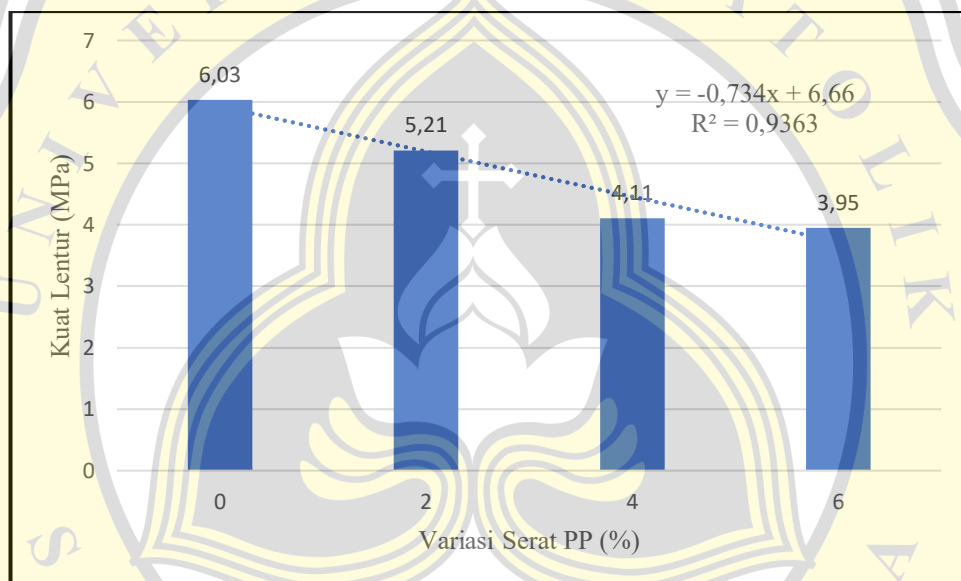 7
6
5
4
3
2
1
0
Kuat Lentur (MPa)
6,03
5,21
4,11
3,95
y = -0,734x + 6,66
R² = 0,9363
0 2 4 6
Variasi Serat PP (%)